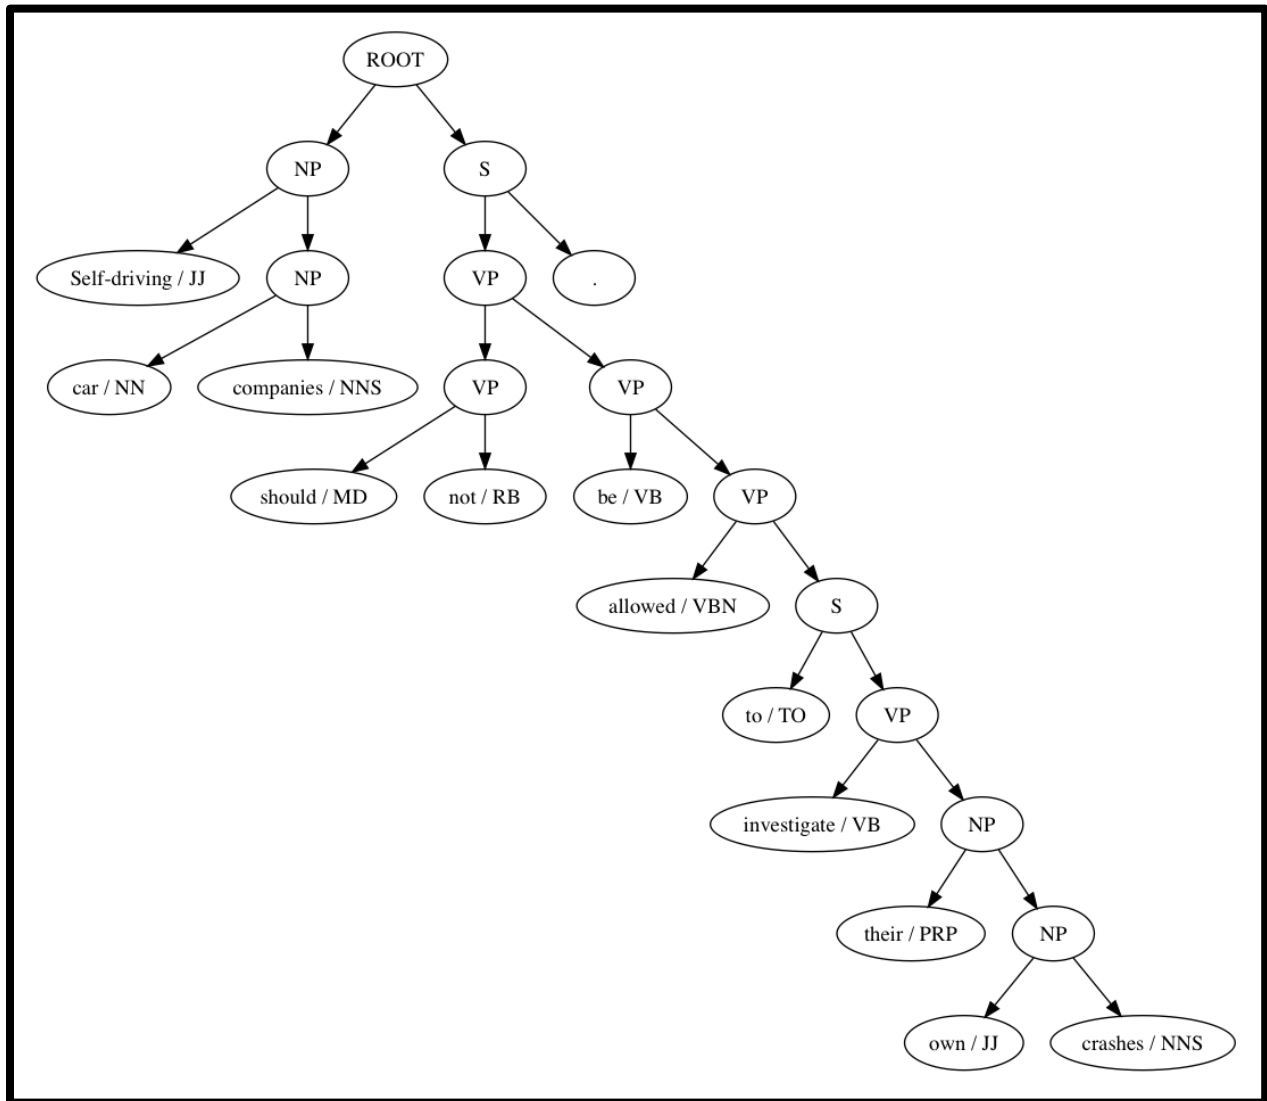 ROOT
NP S
Self-driving / JJ NP VP .
car / NN companies / NNS VP VP
should / MD not / RB be / VB VP
allowed / VBN S
to / TO VP
investigate / VB NP
their / PRP NP
own / JJ crashes / NNS